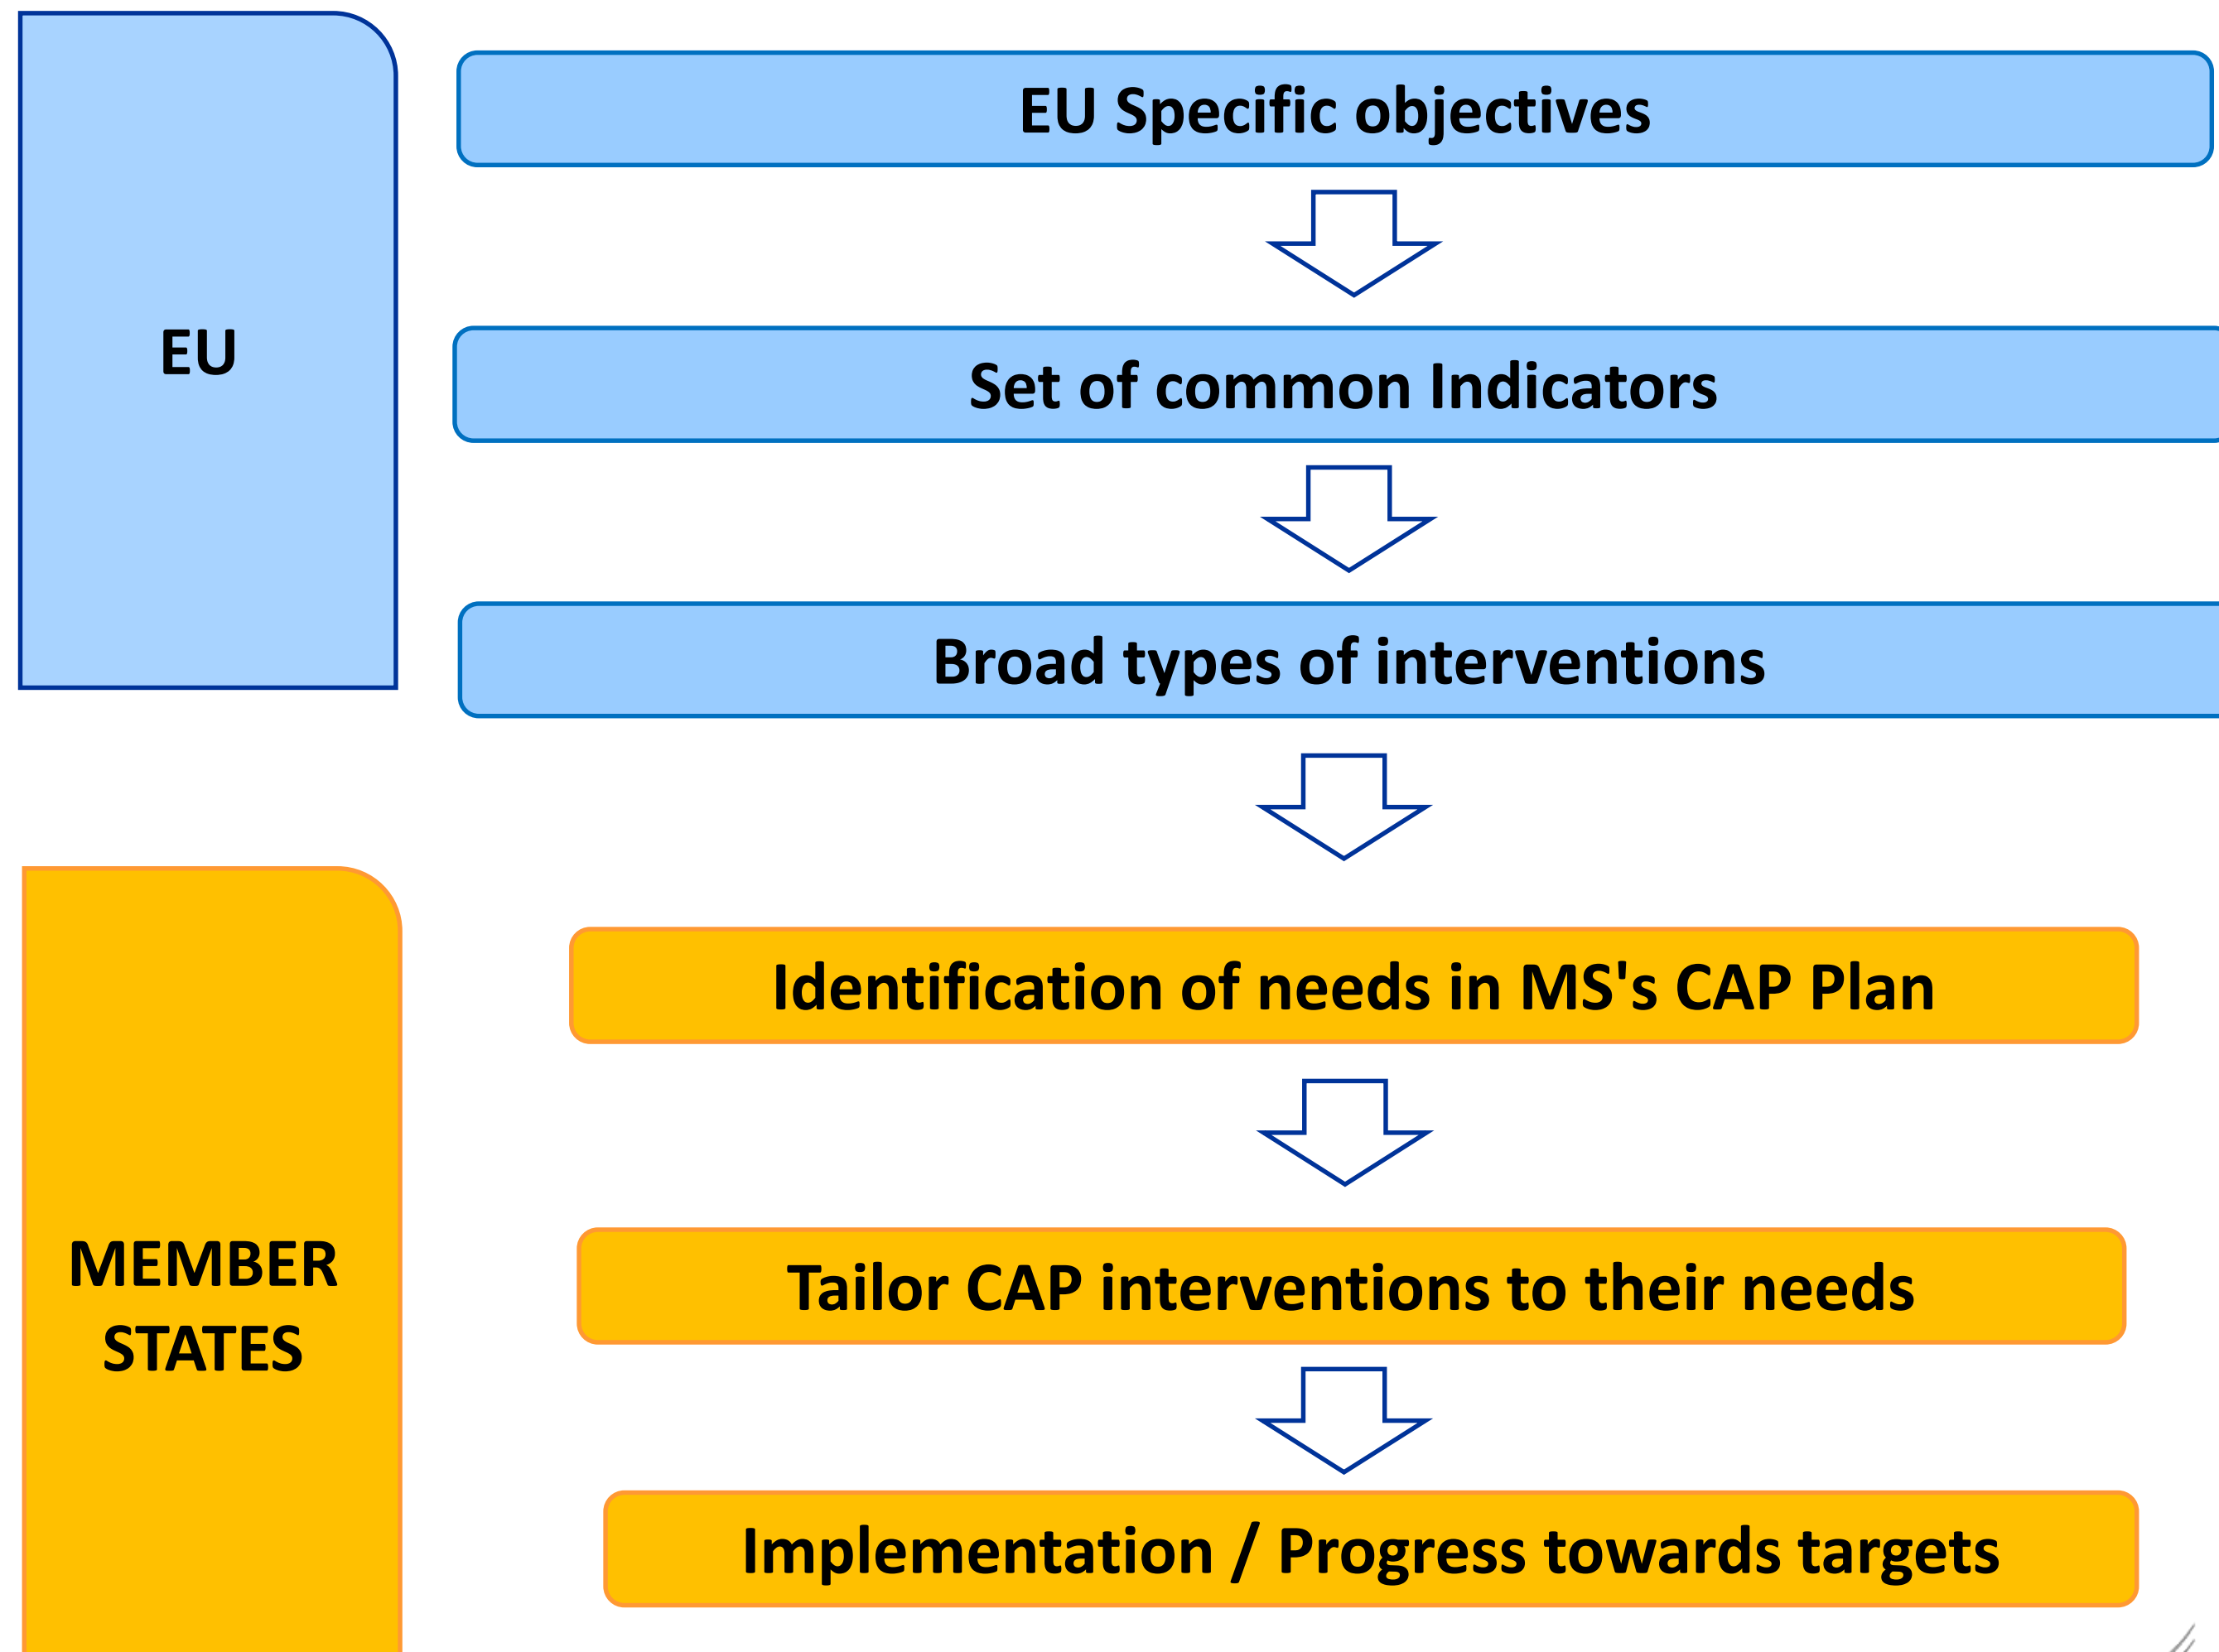 EU Specific objectives
EU
Set of common Indicators
Broad types of interventions
Identification of needs in MS's CAP Plan
MEMBER
STATES
Tailor CAP interventions to their needs
Implementation / Progress towards targets